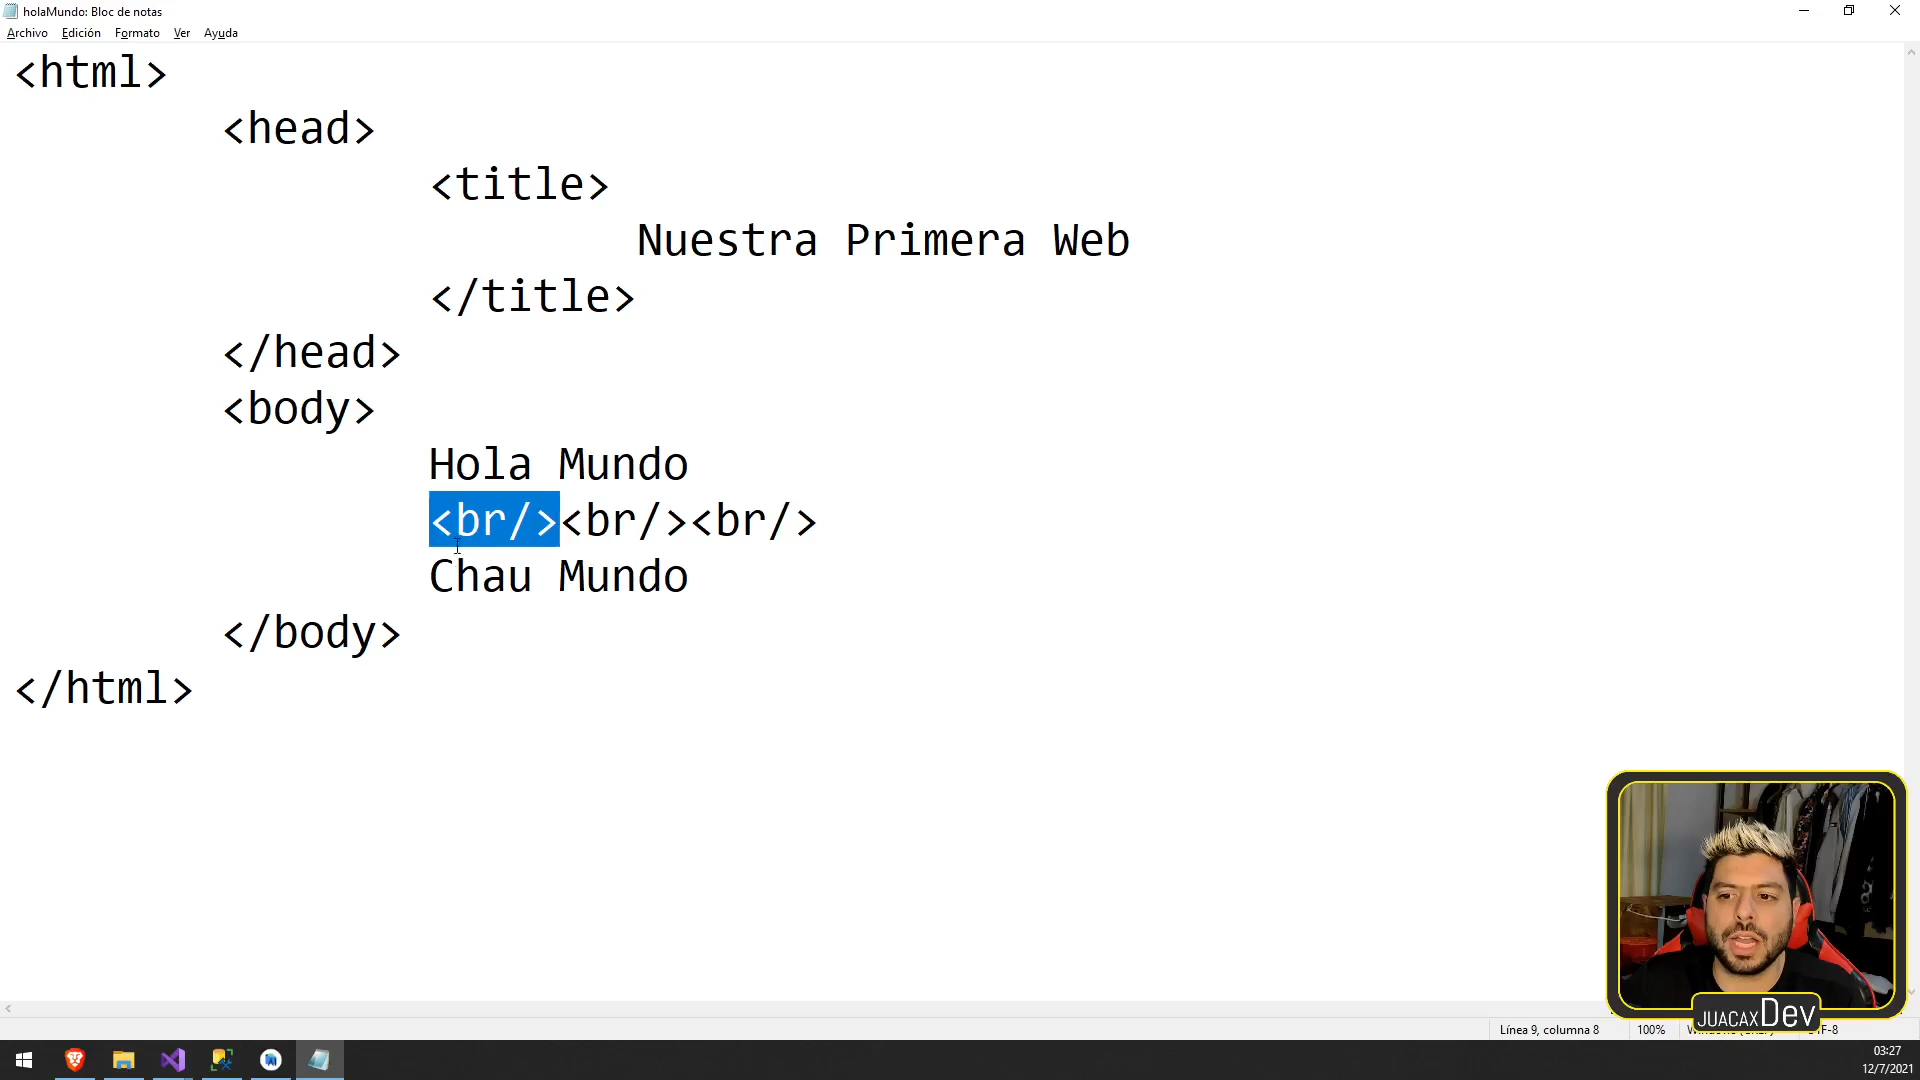 holaMundo: Bloc de notas
Archivo Edición Formato Ver Ayuda
<html>
<head>
<title>
Nuestra Primera Web
</title>
</head>
<body>
Hola Mundo
<br/><br/><br/>
Chau Mundo
</body>
</html>
JUACAXDev
Línea 9, columna 8 100%
03:27
12/7/2021